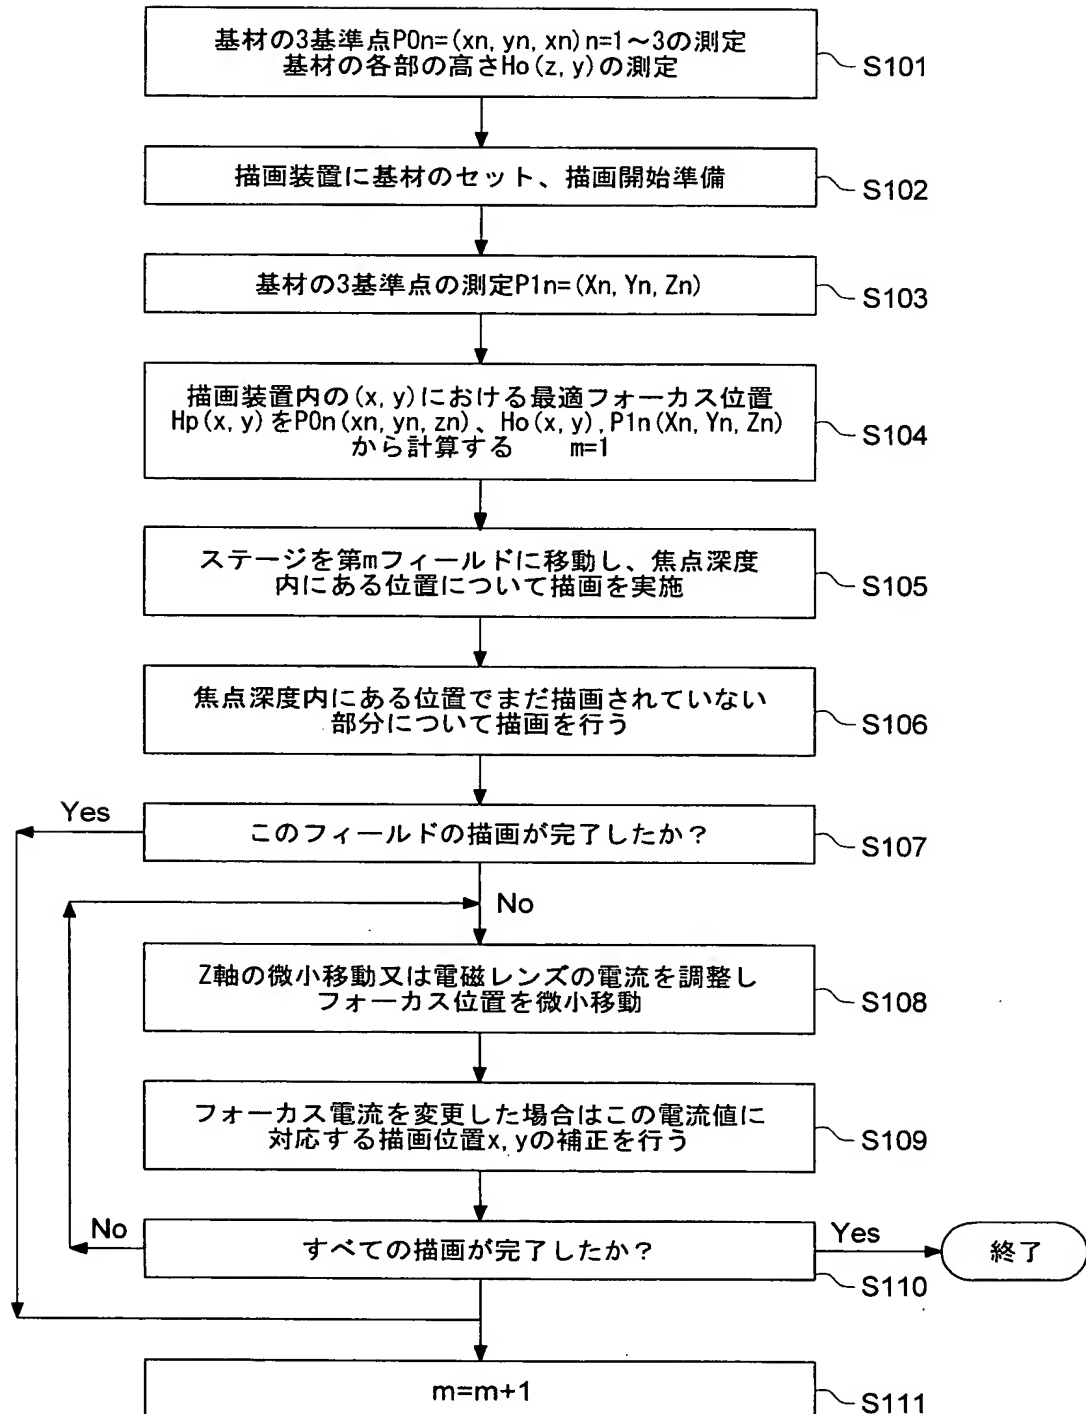 基材の3基準点P0n=(xn, yn, xn)n=1～3の測定
基材の各部の高さHo(z, y)の測定
S101
描画装置に基材のセット、描画開始準備
S102
基材の3基準点の測定P1n=(Xn, Yn, Zn)
S103
描画装置内の(x, y)における最適フォーカス位置
Hp(x, y)をP0n(xn, yn, zn)、Ho(x, y),P1n(Xn, Yn, Zn)
から計算する　　m=1
S104
ステージを第mフィールドに移動し、焦点深度
内にある位置について描画を実施
S105
焦点深度内にある位置でまだ描画されていない
部分について描画を行う
S106
Yes
このフィールドの描画が完了したか？
S107
No
Z軸の微小移動又は電磁レンズの電流を調整し
フォーカス位置を微小移動
S108
フォーカス電流を変更した場合はこの電流値に
対応する描画位置x, yの補正を行う
S109
No
すべての描画が完了したか？
Yes
終了
S110
m=m+1
S111